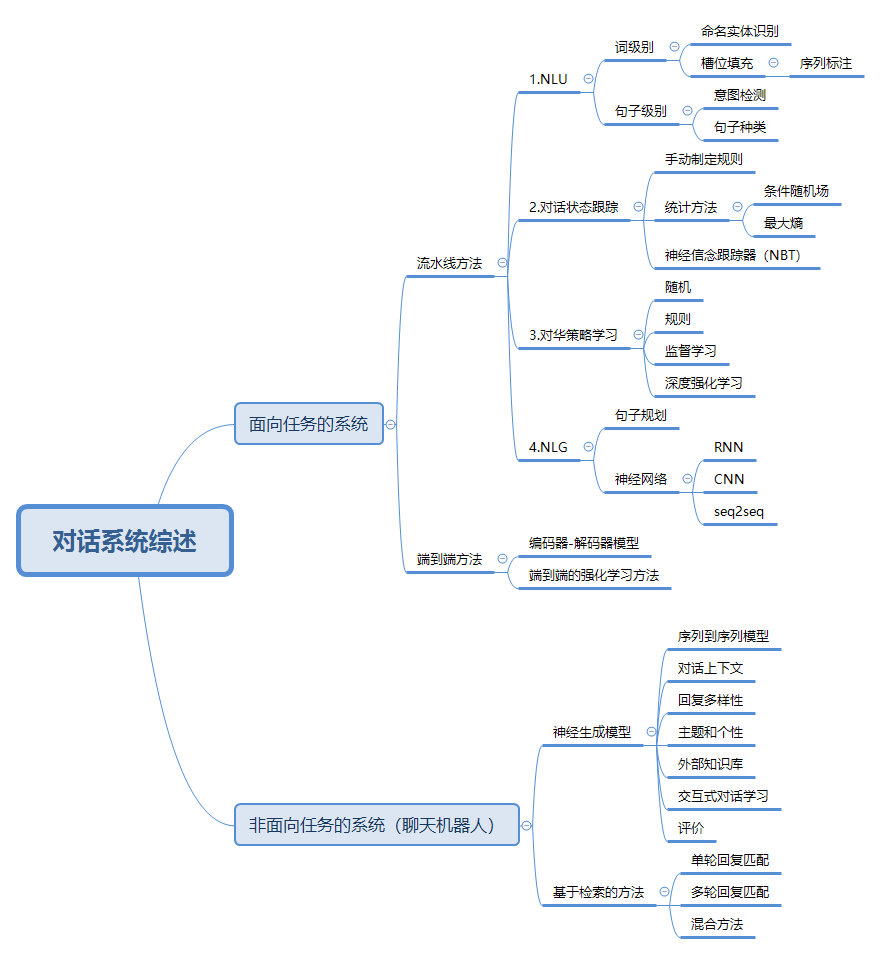 对话系统综述
面向任务的系统
流水线方法
1.NLU
词级别
命名实体识别
槽位填充
序列标注
句子级别
意图检测
句子种类
2.对话状态跟踪
手动制定规则
统计方法
条件随机场
最大熵
神经信念跟踪器（NBT）
3.对华策略学习
随机
规则
监督学习
深度强化学习
4.NLG
句子规划
神经网络
RNN
CNN
seq2seq
端到端方法
编码器-解码器模型
端到端的强化学习方法
非面向任务的系统（聊天机器人）
神经生成模型
序列到序列模型
对话上下文
回复多样性
主题和个性
外部知识库
交互式对话学习
评价
基于检索的方法
单轮回复匹配
多轮回复匹配
混合方法